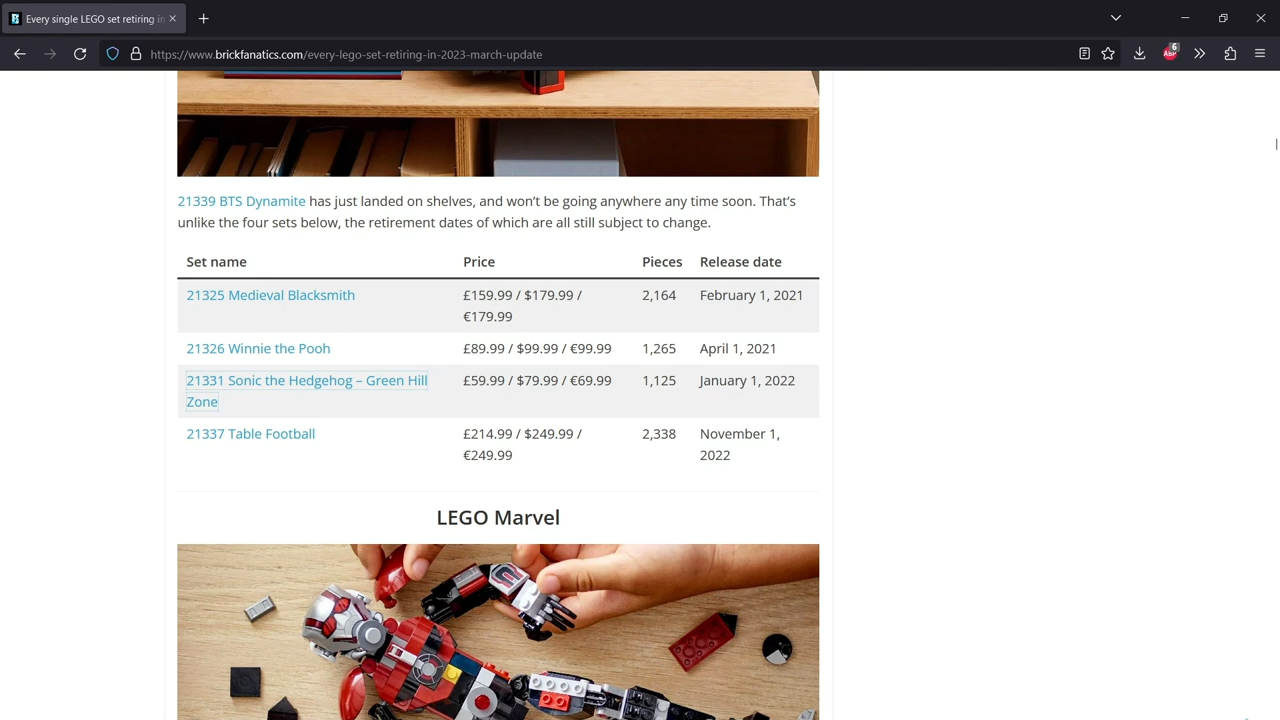 Every single LEGO set retiring in
https://www.brickfanatics.com/every-lego-set-retiring-in-2023-march-update
ABP
6
21339 BTS Dynamite has just landed on shelves, and won't be going anywhere any time soon. That's
unlike the four sets below, the retirement dates of which are all still subject to change.
Set name Price Pieces Release date
21325 Medieval Blacksmith £159.99 / $179.99 / 2,164 February 1, 2021
€179.99
21326 Winnie the Pooh £89.99 / $99.99 / €99.99 1,265 April 1, 2021
21331 Sonic the Hedgehog – Green Hill £59.99 / $79.99 / €69.99 1,125 January 1, 2022
Zone
21337 Table Football £214.99 / $249.99 / 2,338 November 1,
€249.99 2022
LEGO Marvel